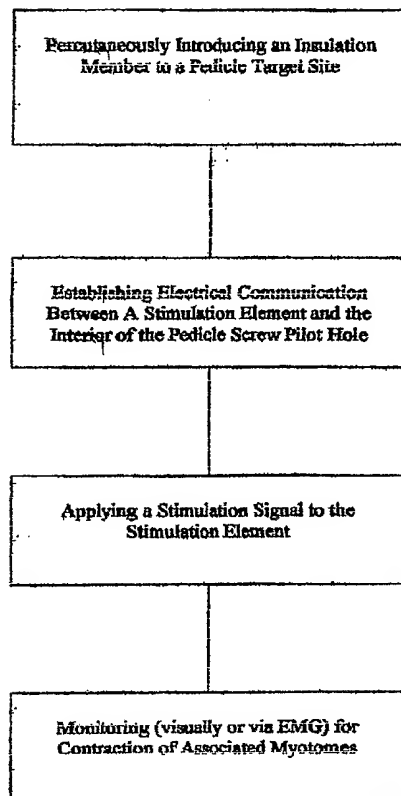 Percutaneously Introducing an Insulation
Member to a Pedicle Target Site
Establishing Electrical Communication
Between A Stimulation Element and the
Interior of the Pedicle Screw Pilot Hole
Applying a Stimulation Signal to the
Stimulation Element
Monitoring (visually or via EMG) for
Contraction of Associated Myotomes